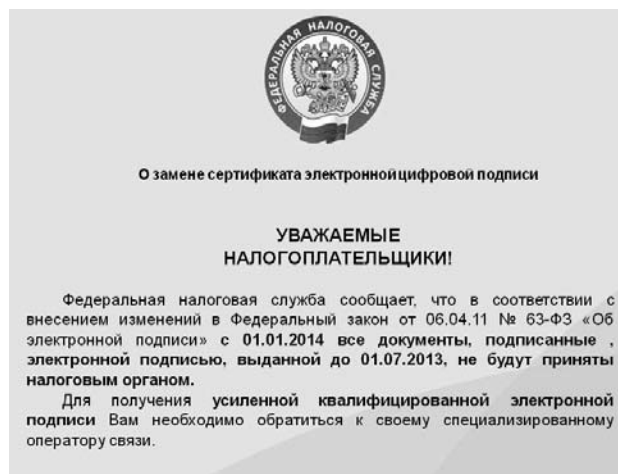 ФЕДЕРАЛЬНАЯ НАЛОГОВАЯ СЛУЖБА
О замене сертификата электронной цифровой подписи
УВАЖАЕМЫЕ
НАЛОГОПЛАТЕЛЬЩИКИ!
Федеральная налоговая служба сообщает, что в соответствии с
внесением изменений в Федеральный закон от 06.04.11 № 63-ФЗ «Об
электронной подписи» с 01.01.2014 все документы, подписанные ,
электронной подписью, выданной до 01.07.2013, не будут приняты
налоговым органом.
Для получения усиленной квалифицированной электронной
подписи Вам необходимо обратиться к своему специализированному
оператору связи.